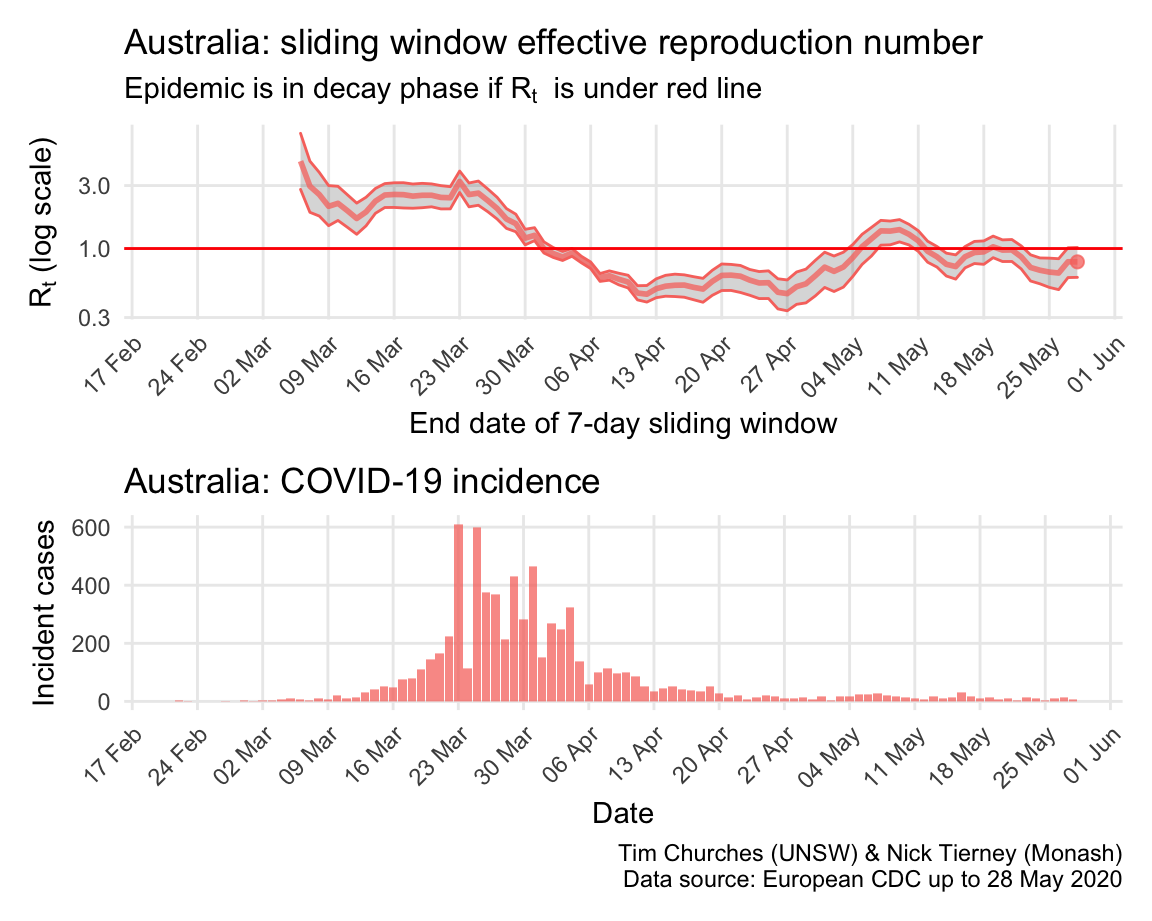 Australia: sliding window effective reproduction number
Epidemic is in decay phase if Rt is under red line
Rt (log scale)
3.0
1.0
0.3
17 Feb
24 Feb
02 Mar
09 Mar
16 Mar
23 Mar
30 Mar
06 Apr
13 Apr
20 Apr
27 Apr
04 May
11 May
18 May
25 May
01 Jun
End date of 7-day sliding window
Australia: COVID-19 incidence
Incident cases
600
400
200
0
17 Feb
24 Feb
02 Mar
09 Mar
16 Mar
23 Mar
30 Mar
06 Apr
13 Apr
20 Apr
27 Apr
04 May
11 May
18 May
25 May
01 Jun
Date
Tim Churches (UNSW) & Nick Tierney (Monash)
Data source: European CDC up to 28 May 2020